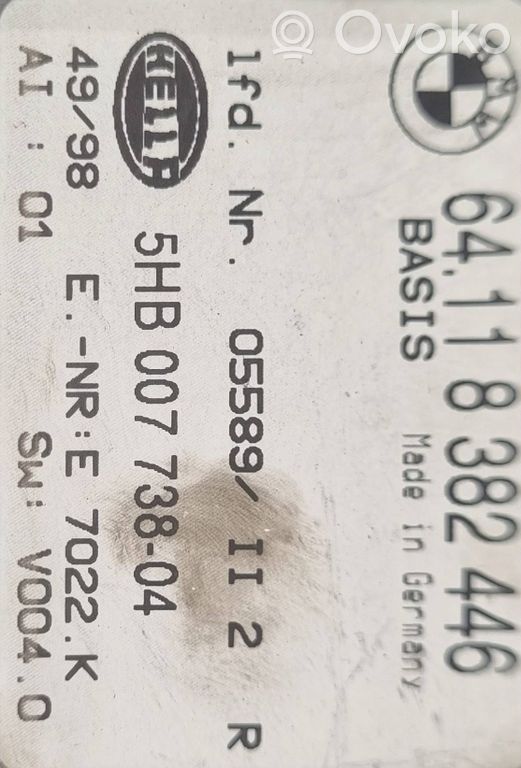 Ovoko
BMW
64.11 8 382 446
BASIS Made in Germany
lfd. Nr. 05589/ II 2 R
HELLA 5HB 007 738-04
49/98 E.-NR:E 7022.K
AI : 01 Sw: V004.0